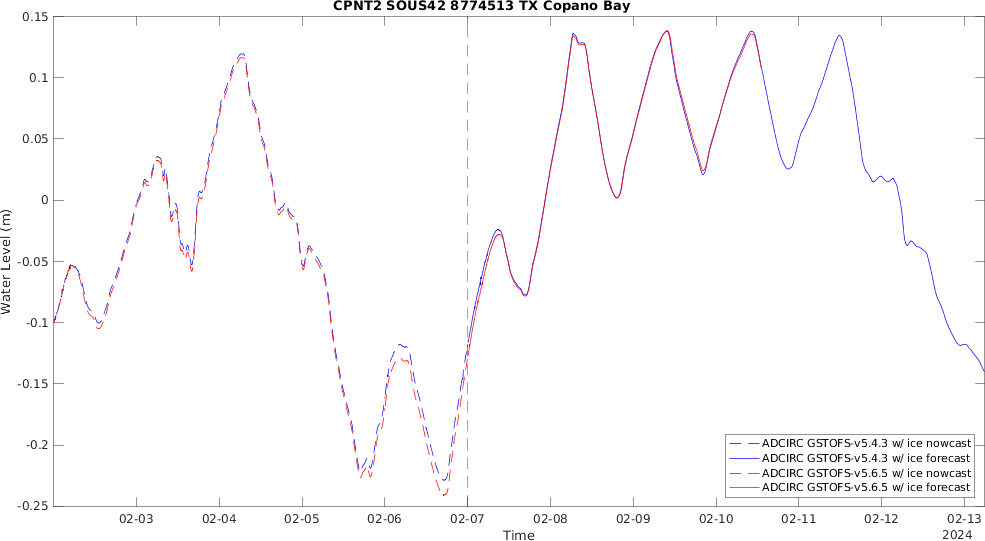 CPNT2 SOUS42 8774513 TX Copano Bay
0.15
0.1
0.05
0
-0.05
-0.1
-0.15
-0.2
-0.25
Water Level (m)
02-03 02-04 02-05 02-06 02-07 02-08 02-09 02-10 02-11 02-12 02-13
Time
2024
ADCIRC GSTOFS-v5.4.3 w/ ice nowcast
ADCIRC GSTOFS-v5.4.3 w/ ice forecast
ADCIRC GSTOFS-v5.6.5 w/ ice nowcast
ADCIRC GSTOFS-v5.6.5 w/ ice forecast